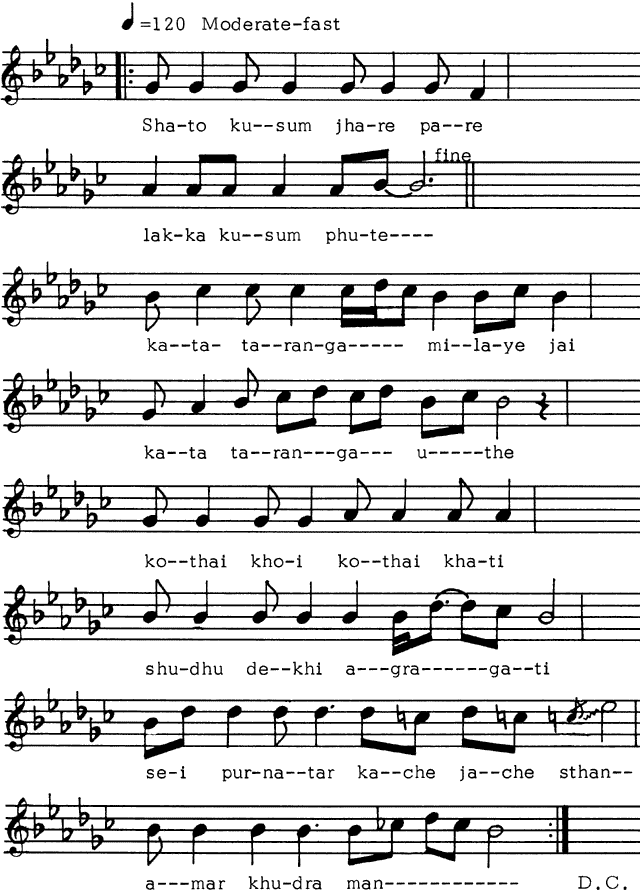 =120 Moderate-fast
Sha-to ku--sum jha-re pa--re
fine
lak-ka ku--sum phu-te----
ka--ta- ta--ran-ga----- mi--la-ye jai
ka--ta ta--ran---ga--- u-----the
ko--thai kho-i ko--thai kha-ti
shu-dhu de--khi a---gra------ga--ti
se-i pur-na--tar ka--che ja--che sthan--
a---mar khu-dra man------------ D.C.